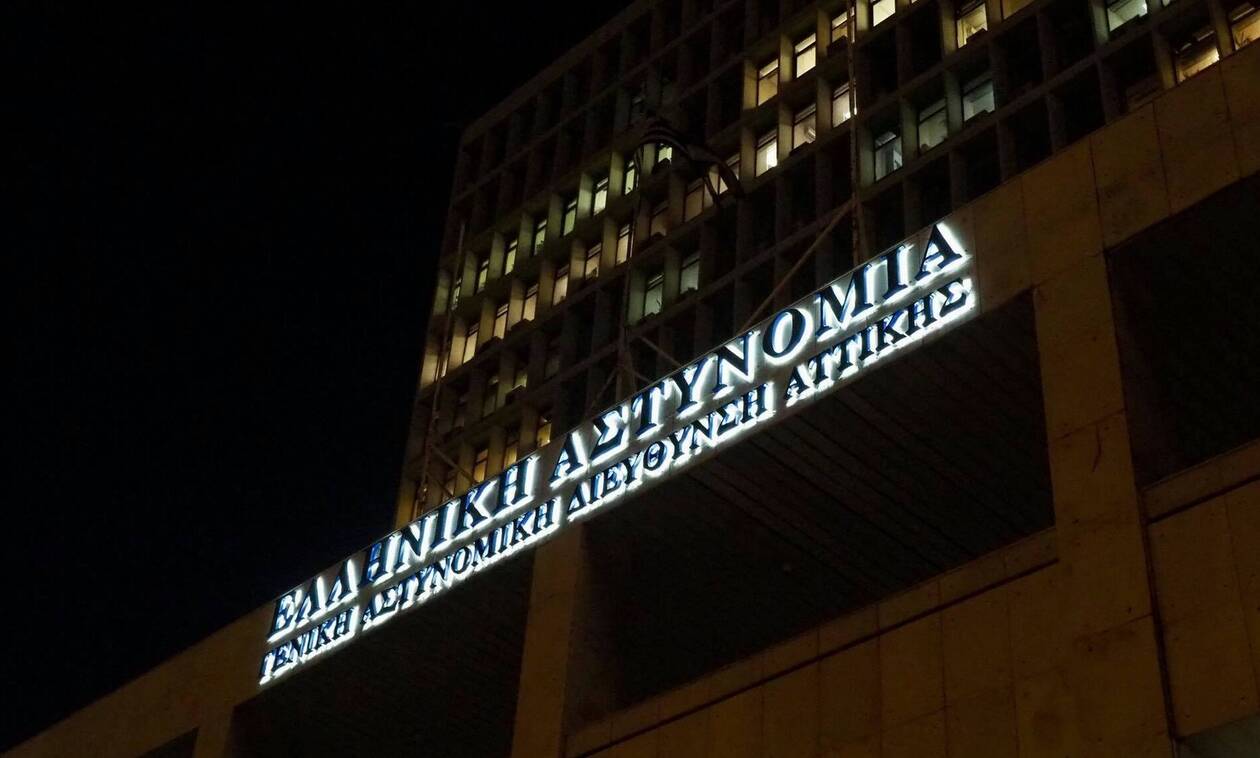 ΕΛΛΗΝΙΚΗ ΑΣΤΥΝΟΜΙΑ
ΓΕΝΙΚΗ ΑΣΤΥΝΟΜΙΚΗ ΔΙΕΥΘΥΝΣΗ ΑΤΤΙΚΗΣ